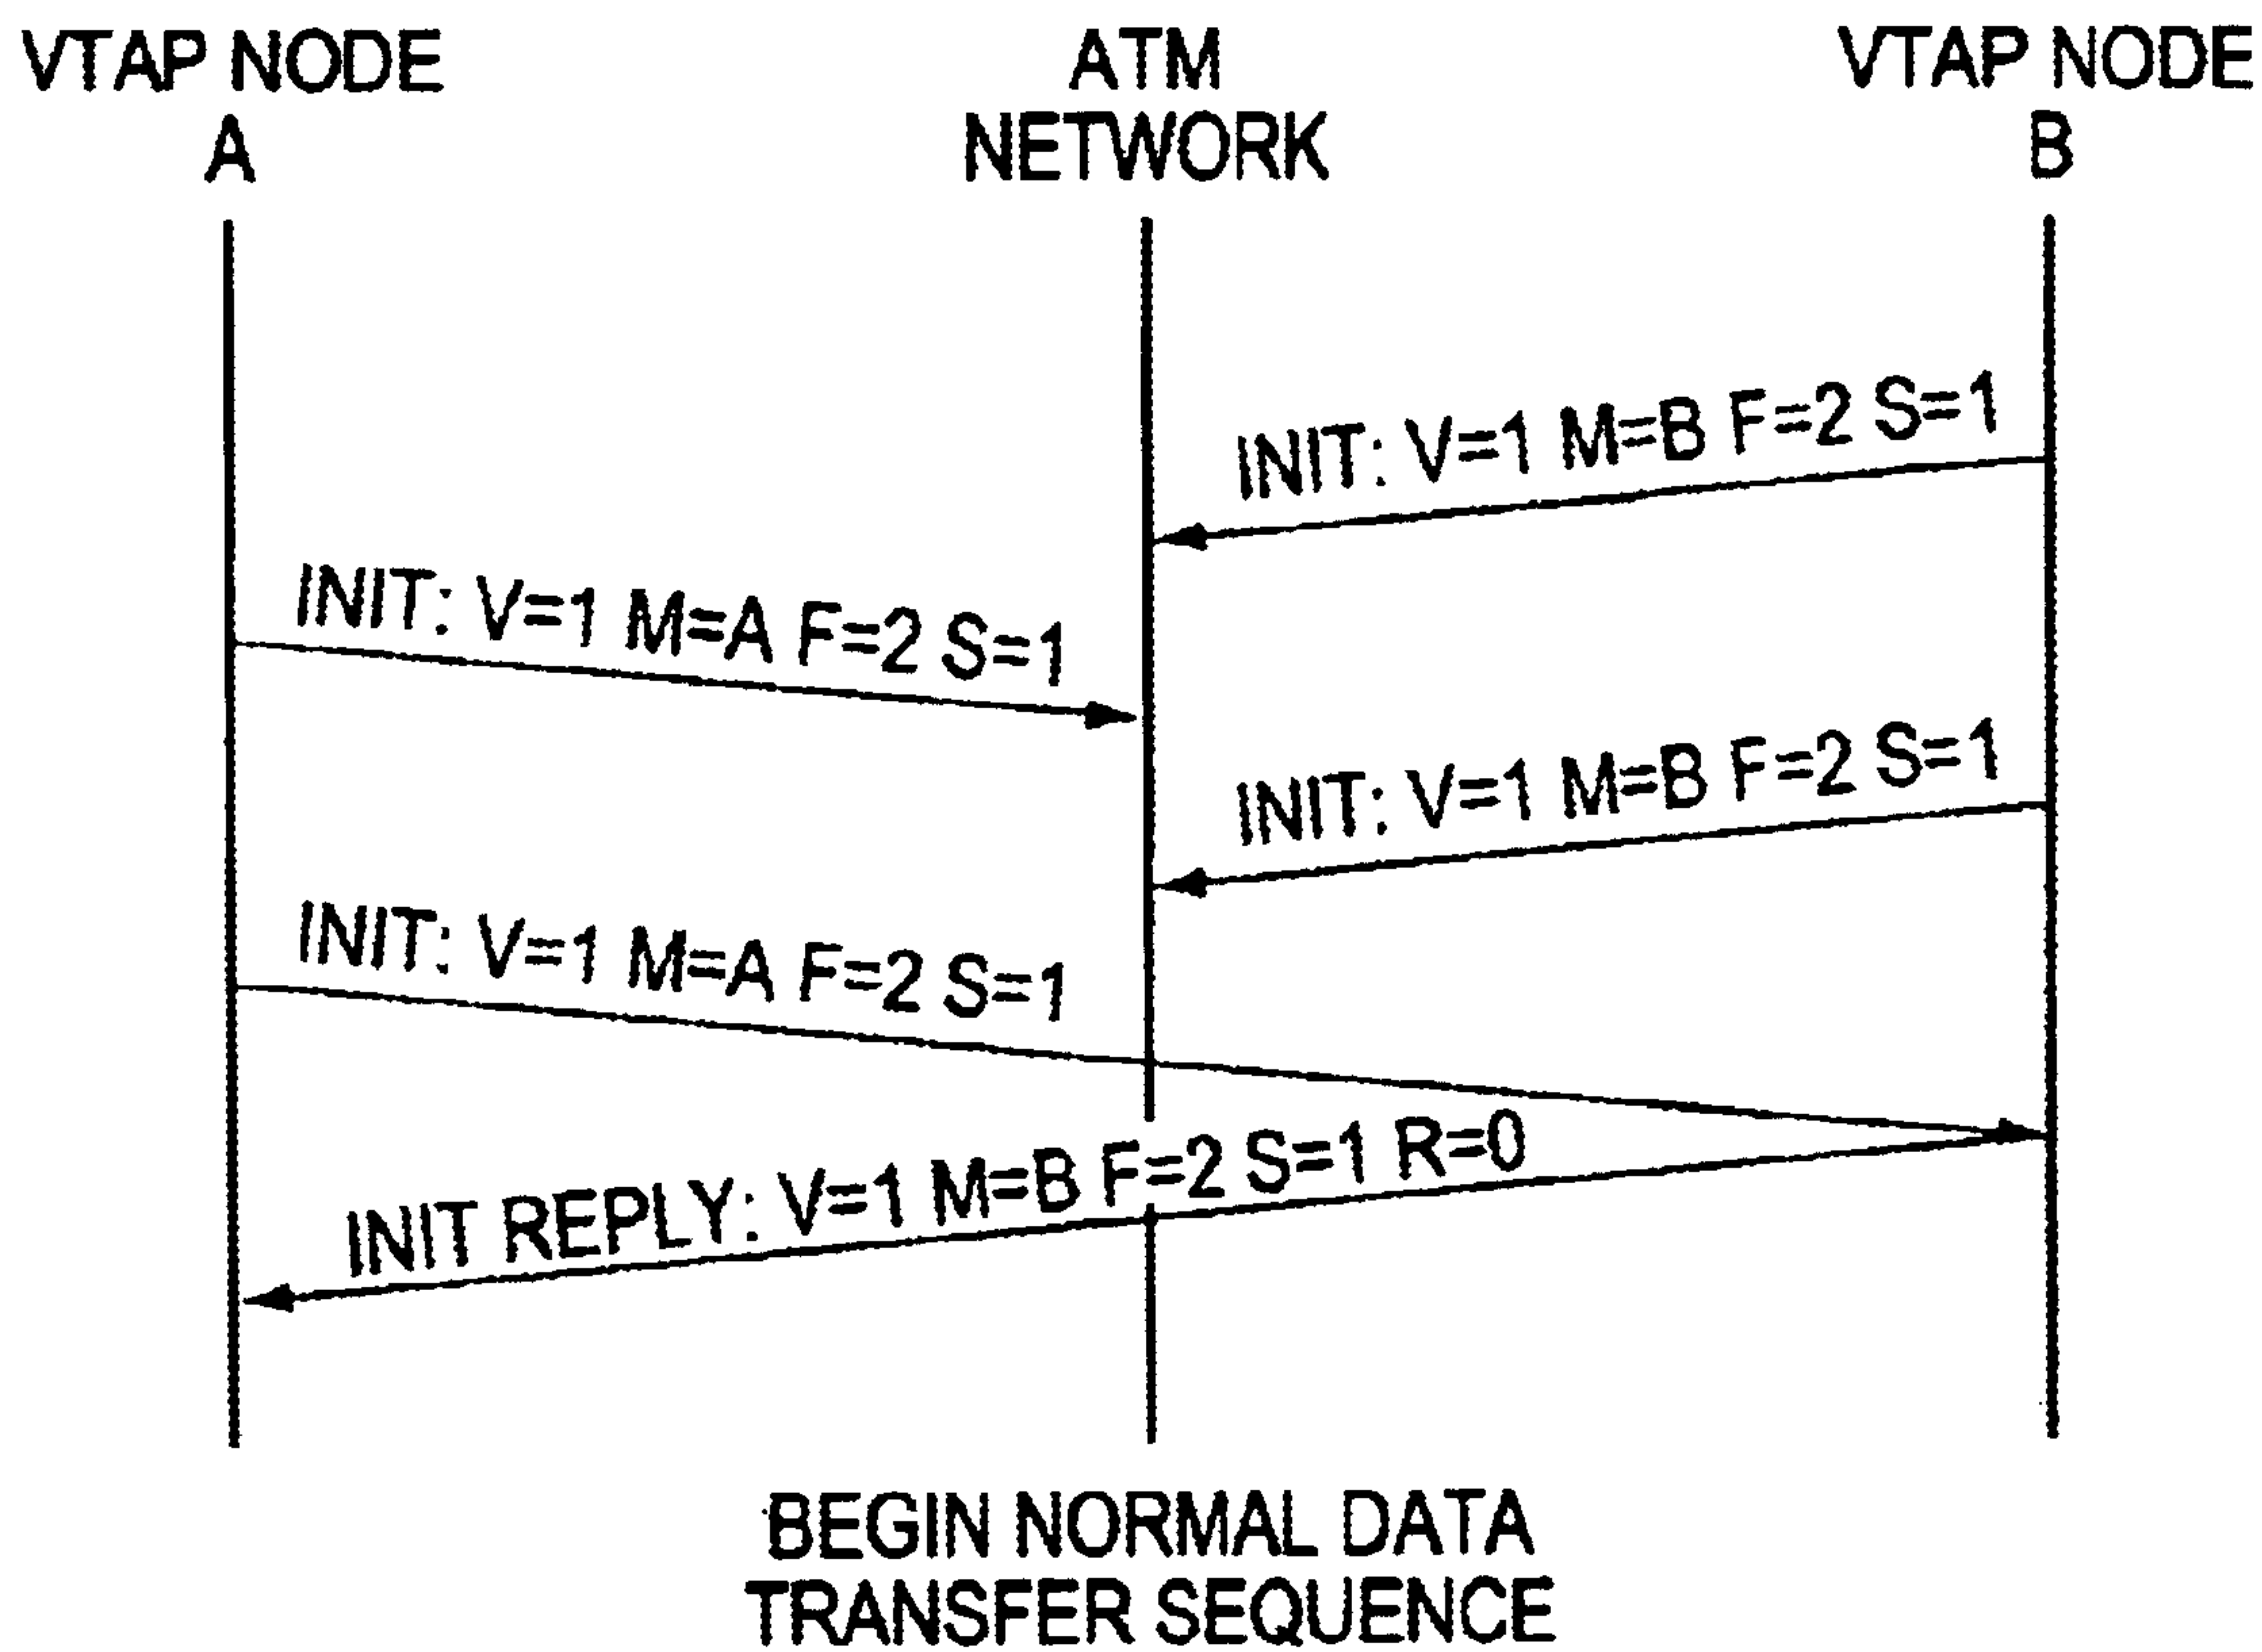 VTAP NODE
A
ATM
NETWORK
VTAP NODE
B
INIT: V=1 M=B F=2 S=1
INIT: V=1 M=A F=2 S=1
INIT: V=1 M=B F=2 S=1
INIT: V=1 M=A F=2 S=1
INIT REPLY: V=1 M=B F=2 S=1 R=0
BEGIN NORMAL DATA
TRANSFER SEQUENCE